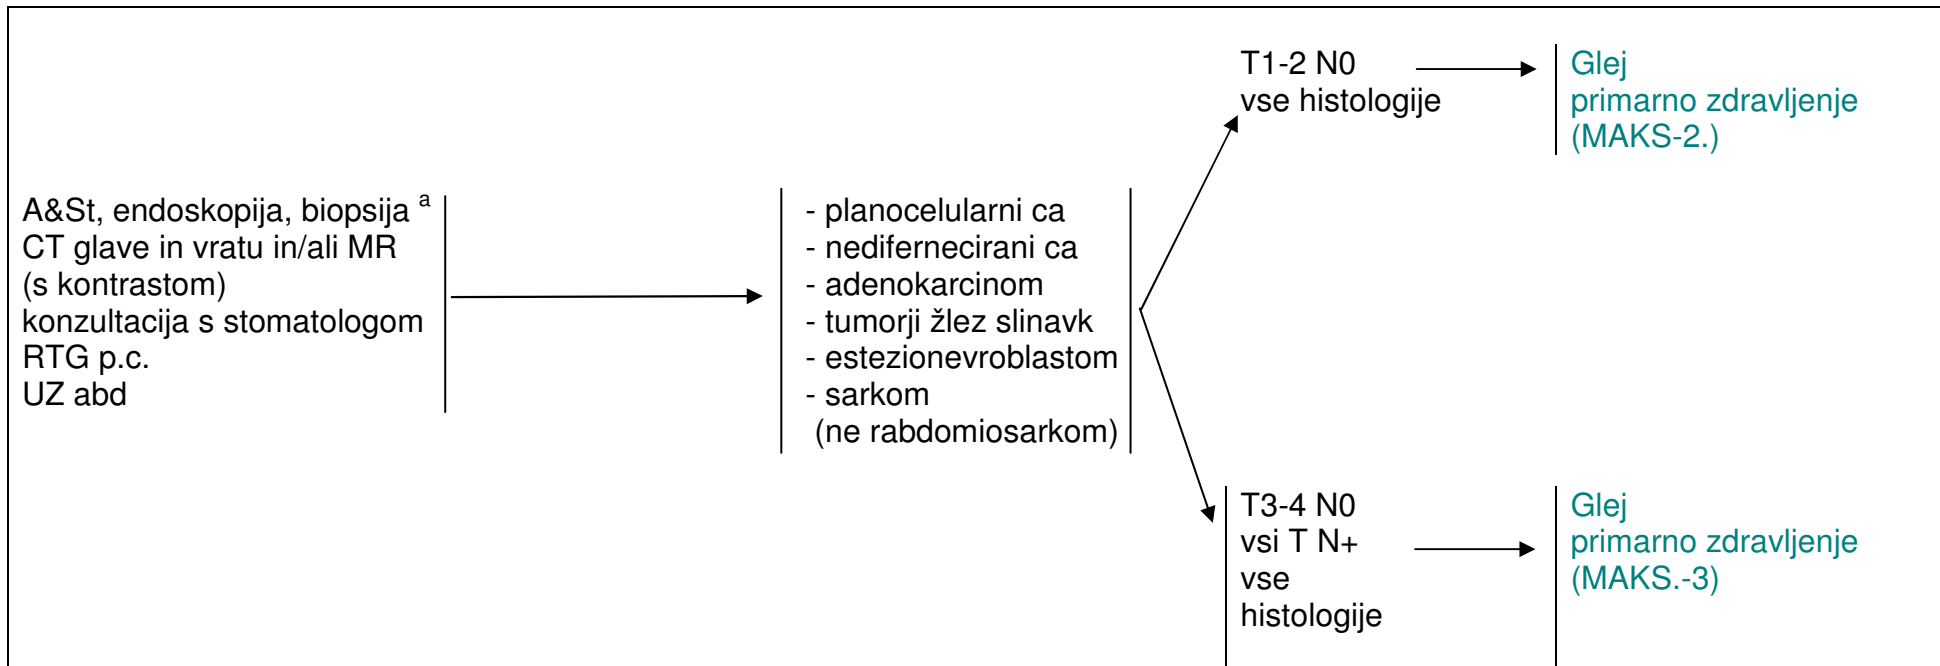 A&St, endoskopija, biopsija a
CT glave in vratu in/ali MR
(s kontrastom)
konzultacija s stomatologom
RTG p.c.
UZ abd
- planocelularni ca
- nedifernecirani ca
- adenokarcinom
- tumorji žlez slinavk
- estezionevroblastom
- sarkom
(ne rabdomiosarkom)
T1-2 N0
vse histologije
Glej
primarno zdravljenje
(MAKS-2.)
T3-4 N0
vsi T N+
vse
histologije
Glej
primarno zdravljenje
(MAKS.-3)